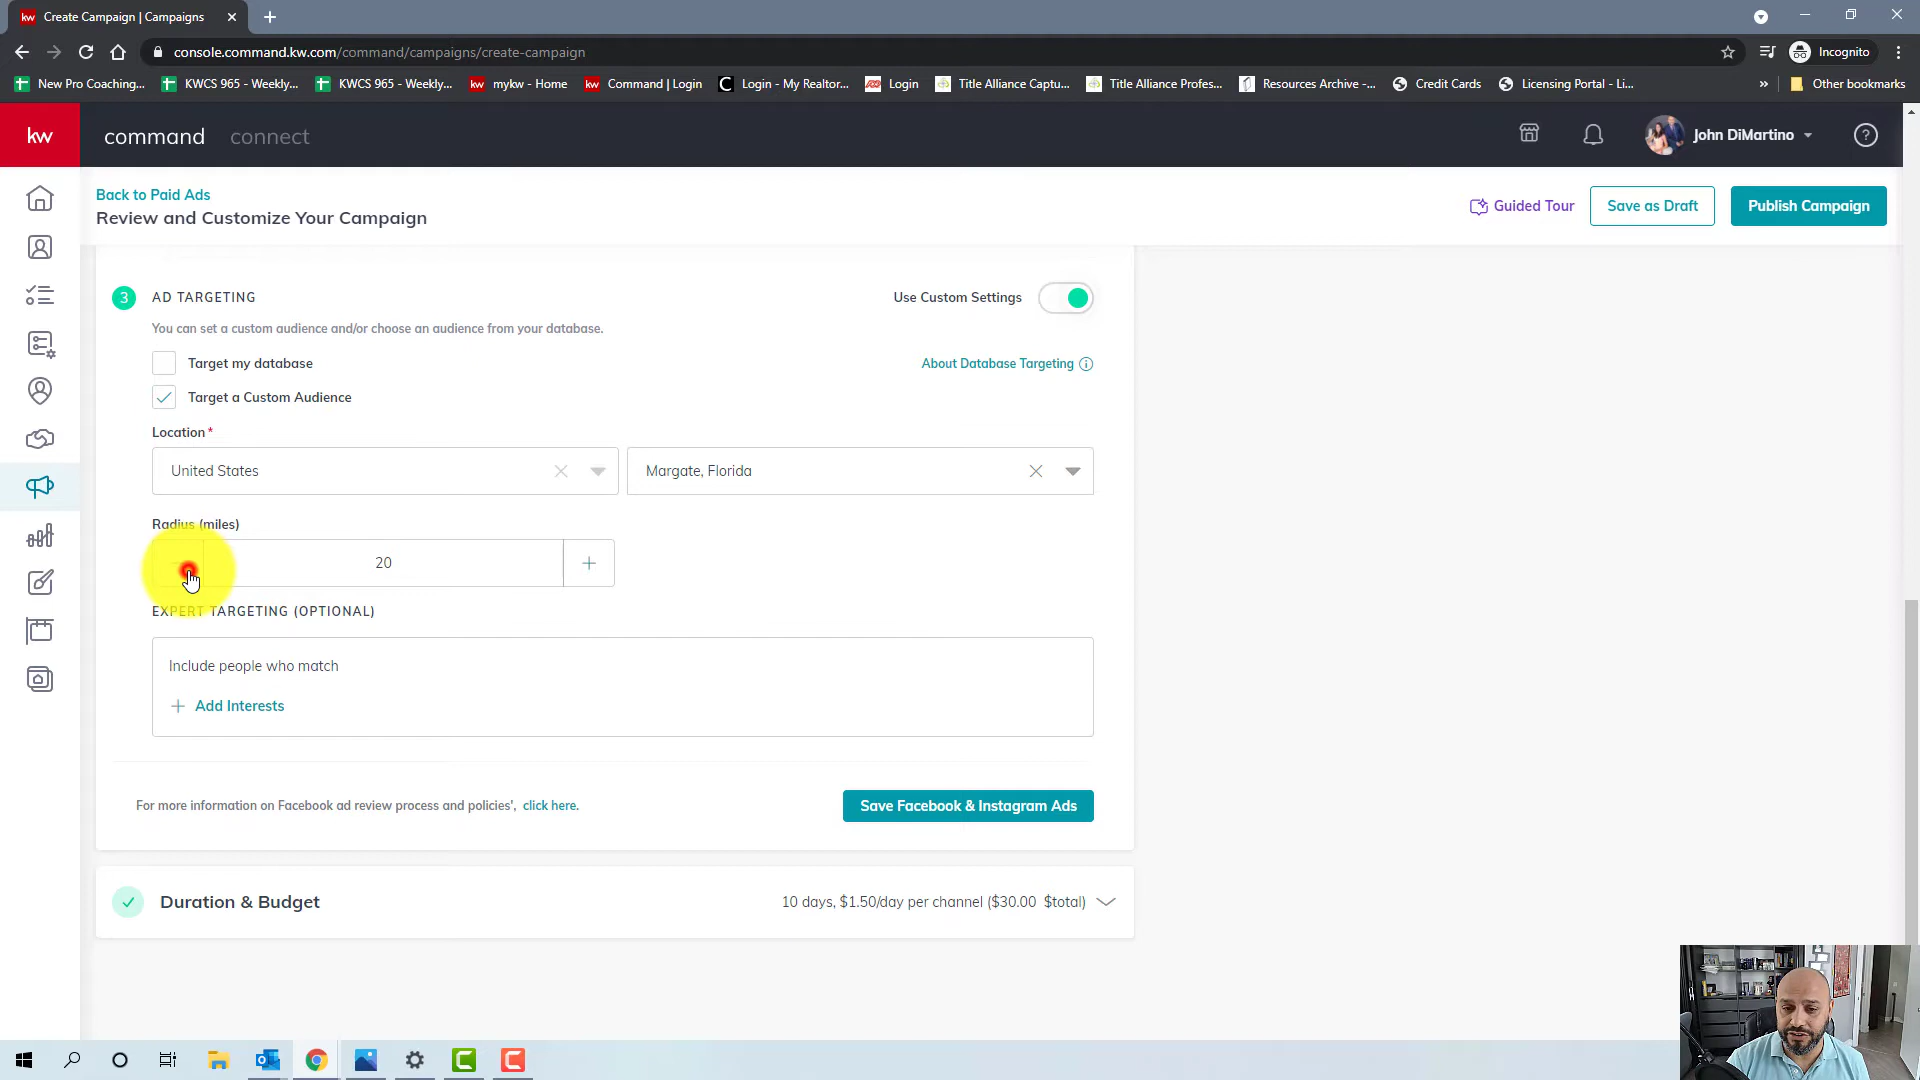 kw Create Campaign | Campaigns
console.command.kw.com/command/campaigns/create-campaign
Incognito
New Pro Coaching...
KWCS 965 - Weekly...
KWCS 965 - Weekly...
kw mykw - Home
kw Command | Login
Login - My Realtor...
Login
Title Alliance Captu...
Title Alliance Profes...
Resources Archive -...
Credit Cards
Licensing Portal - Li...
»
Other bookmarks
kw
command
connect
John DiMartino
?
Back to Paid Ads
Review and Customize Your Campaign
Guided Tour
Save as Draft
Publish Campaign
3 AD TARGETING
Use Custom Settings
You can set a custom audience and/or choose an audience from your database.
Target my database
About Database Targeting
Target a Custom Audience
Location *
United States
Margate, Florida
Radius (miles)
20
EXPERT TARGETING (OPTIONAL)
Include people who match
+ Add Interests
For more information on Facebook ad review process and policies', click here.
Save Facebook & Instagram Ads
Duration & Budget
10 days, $1.50/day per channel ($30.00 $total)